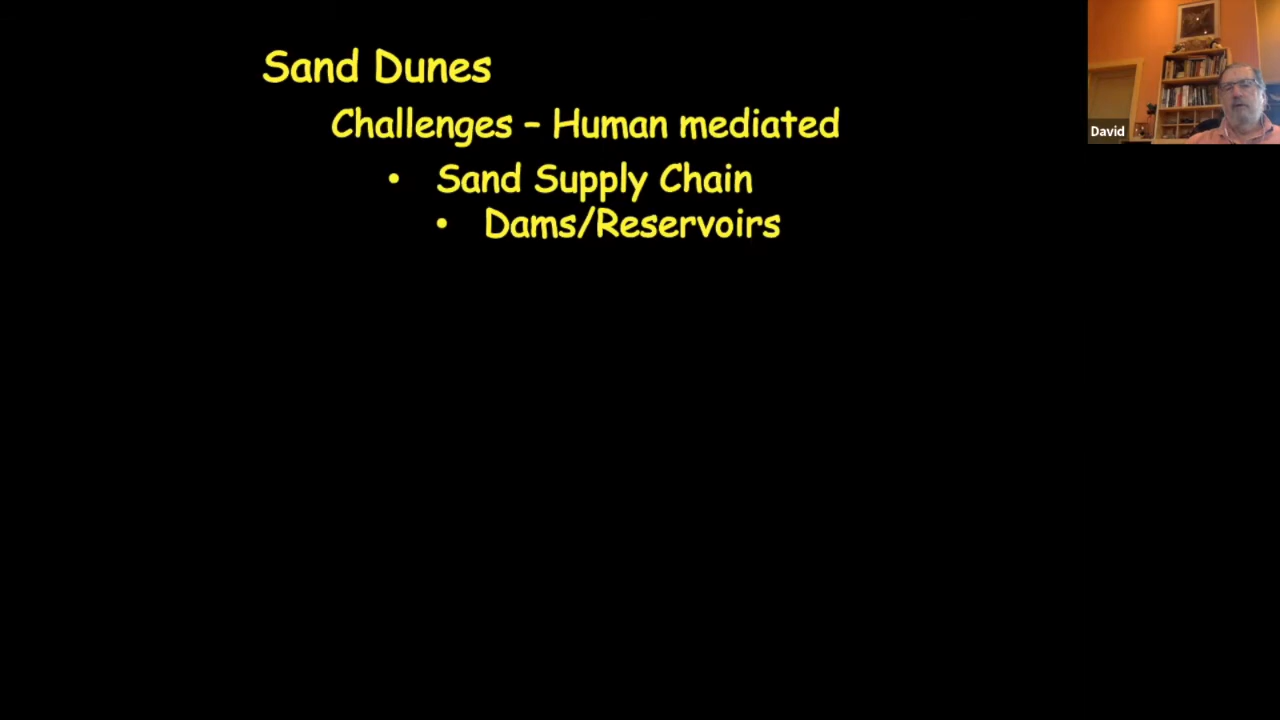 Sand Dunes
Challenges – Human mediated
• Sand Supply Chain
• Dams/Reservoirs
David